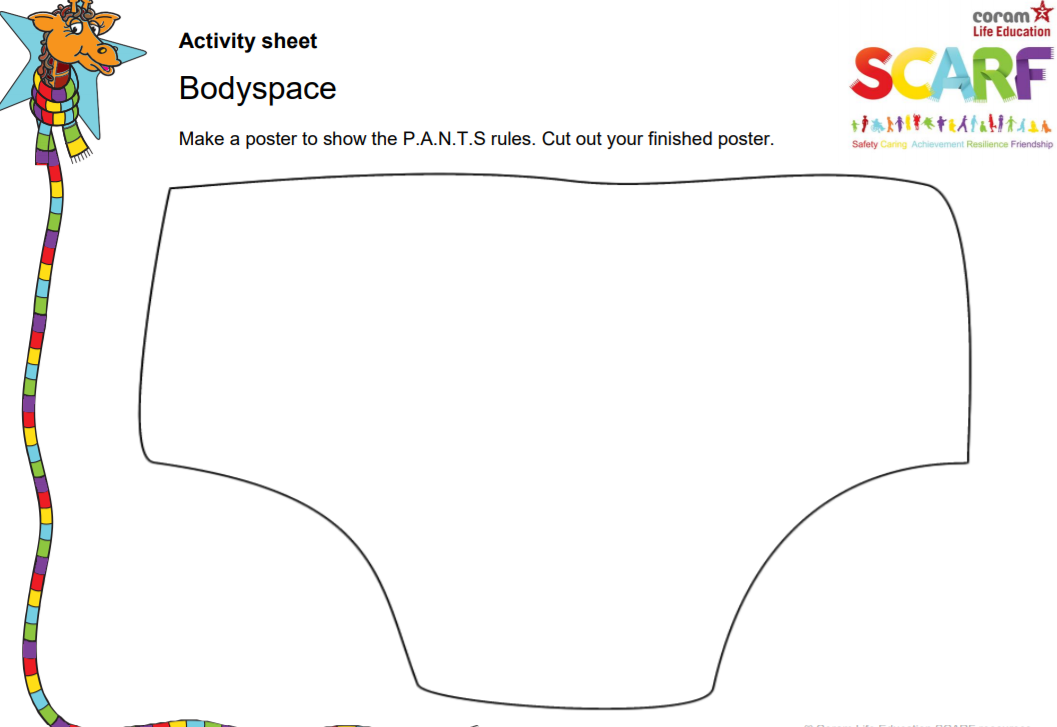 coram
Life Education
Activity sheet
SCARF
Bodyspace
Make a poster to show the P.A.N.T.S rules. Cut out your finished poster.
Safety Caring Achievement Resilience Friendship